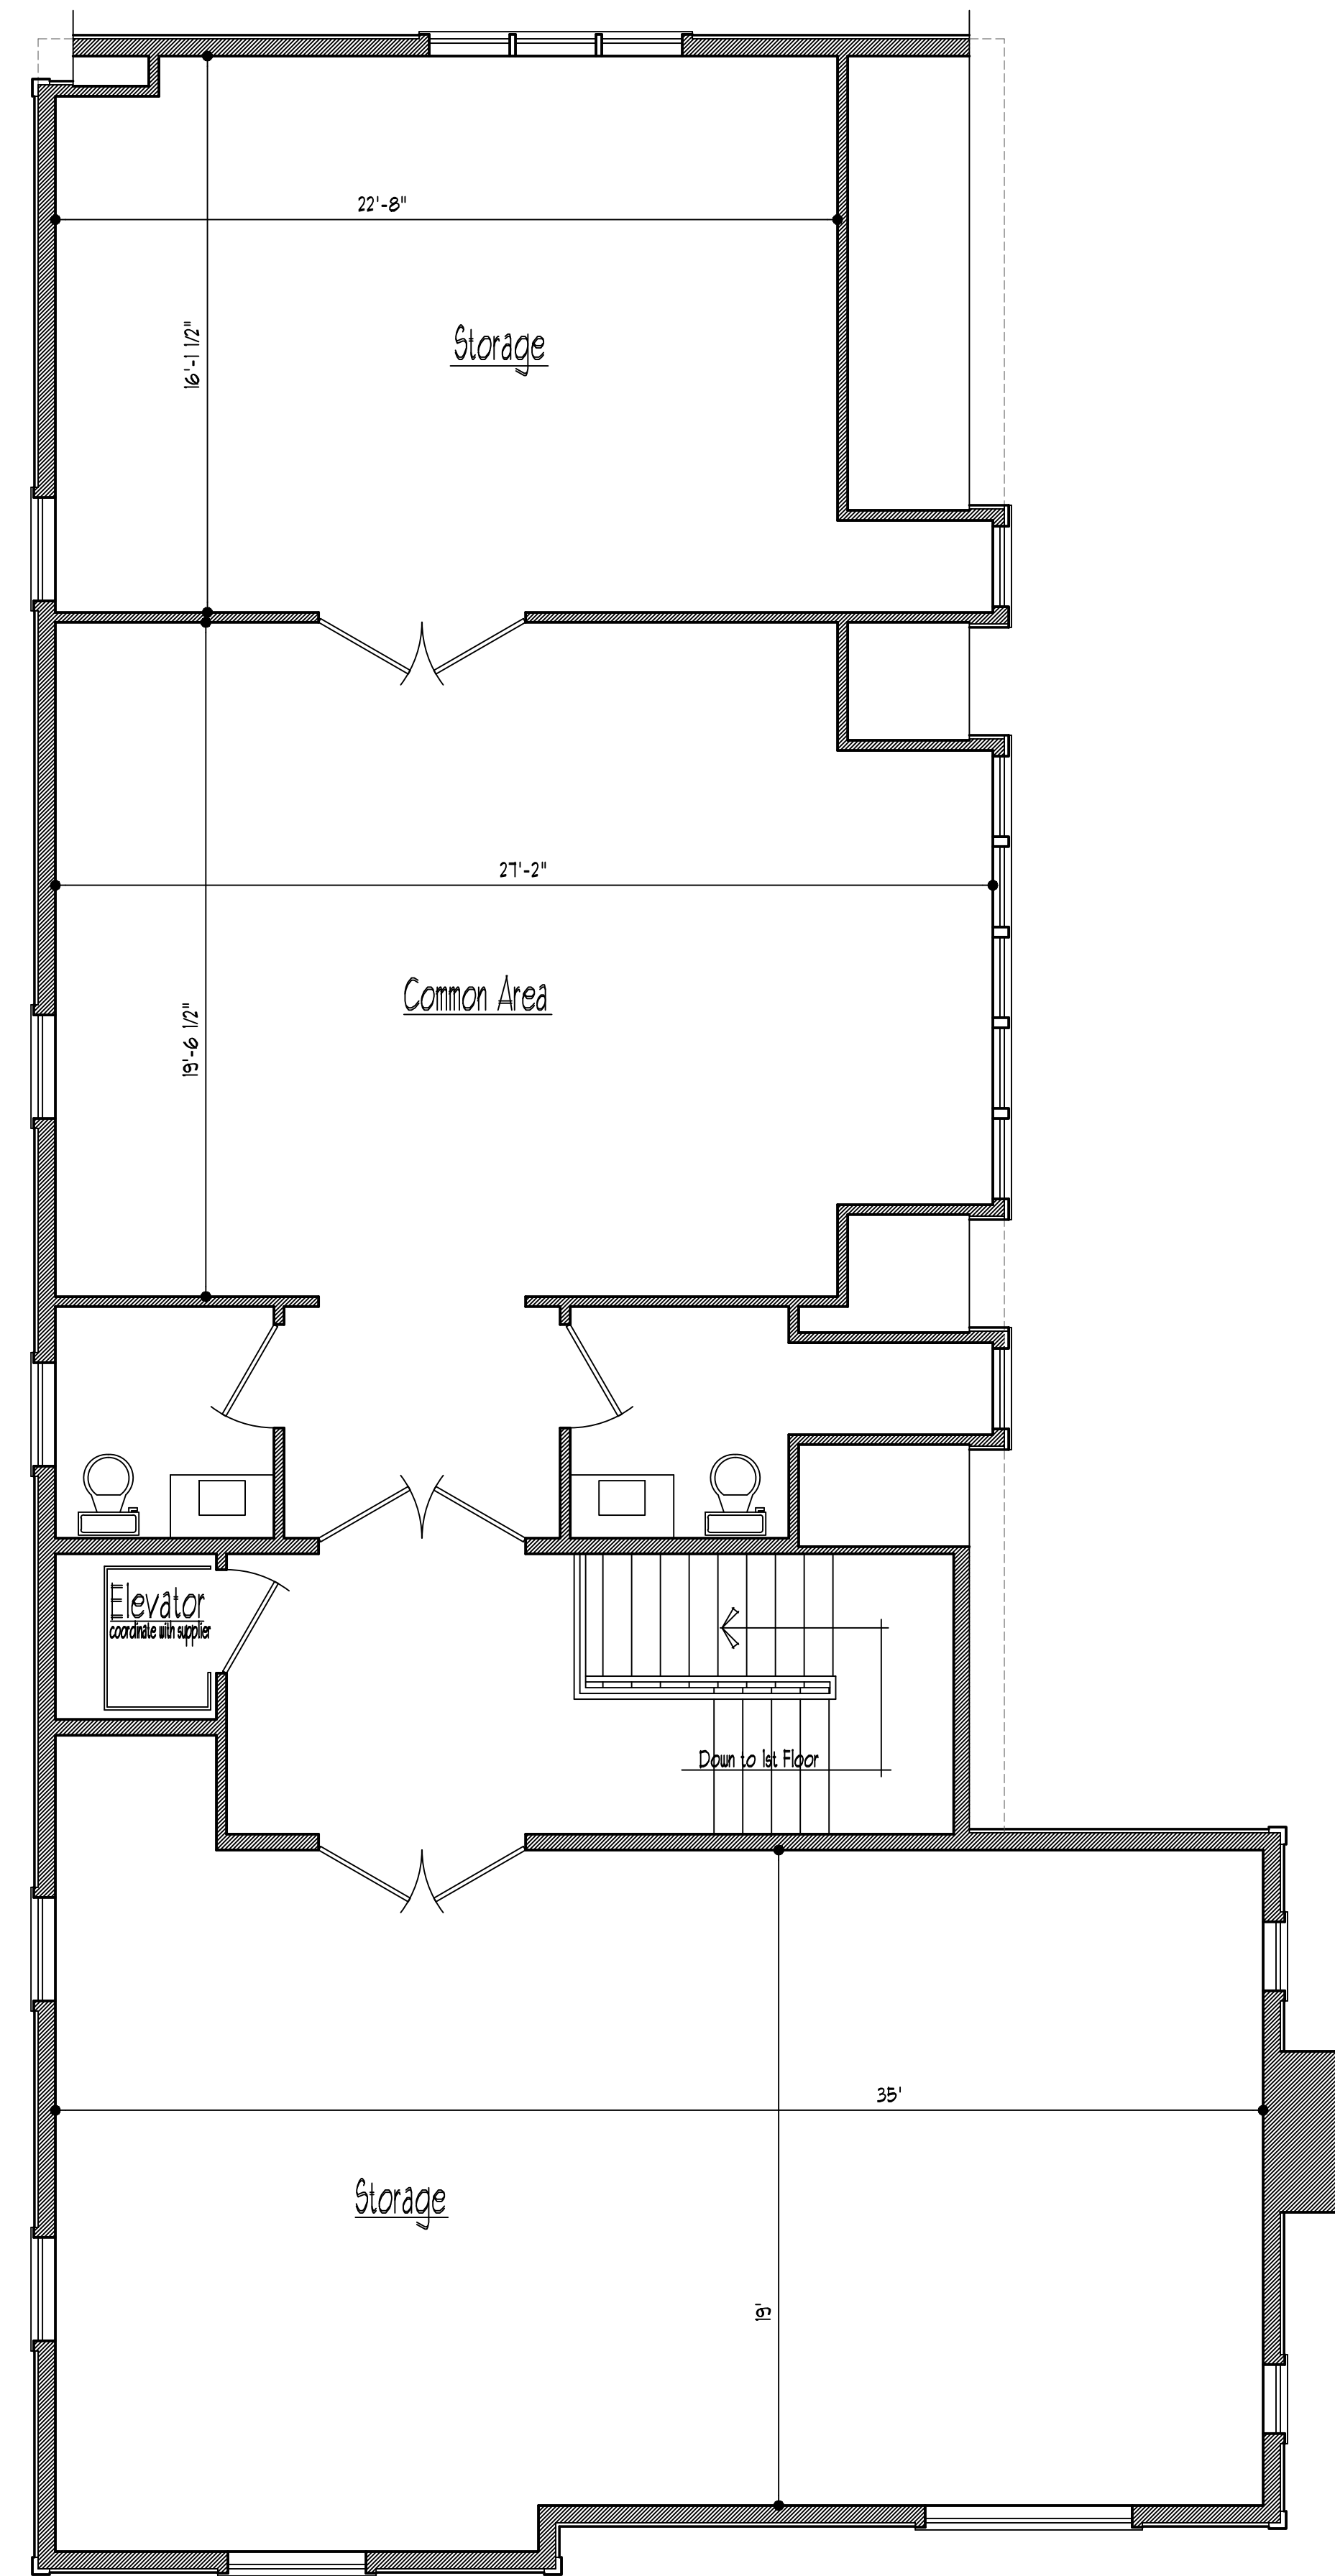 22'-8"
16'-1 1/2"
Storage
27'-2"
Common Area
19'-6 1/2"
Elevator
coordinate with supplier
Down to 1st Floor
35'
Storage
19'